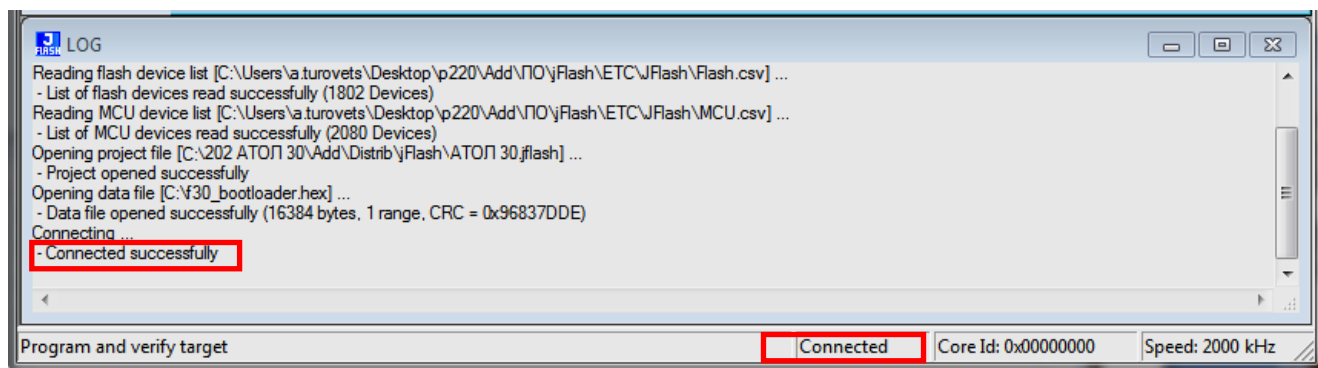 J
FLASH
LOG
Reading flash device list [C:\Users\a.turovets\Desktop\p220\Add\ПО\jFlash\ETC\JFlash\Flash.csv] ...
- List of flash devices read successfully (1802 Devices)
Reading MCU device list [C:\Users\a.turovets\Desktop\p220\Add\ПО\jFlash\ETC\JFlash\MCU.csv] ...
- List of MCU devices read successfully (2080 Devices)
Opening project file [C:\202 АТОЛ 30\Add\Distrib\jFlash\АТОЛ 30.jflash] ...
- Project opened successfully
Opening data file [C:\f30_bootloader.hex] ...
- Data file opened successfully (16384 bytes, 1 range, CRC = 0x96837DDE)
Connecting ...
- Connected successfully
Program and verify target
Connected
Core Id: 0x00000000
Speed: 2000 kHz